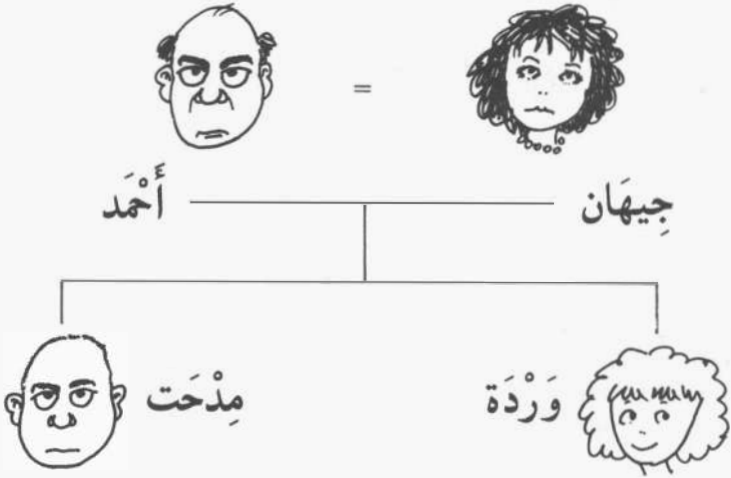 =
جِيهَان أَحْمَد
وَرْدَة مِدْحَت